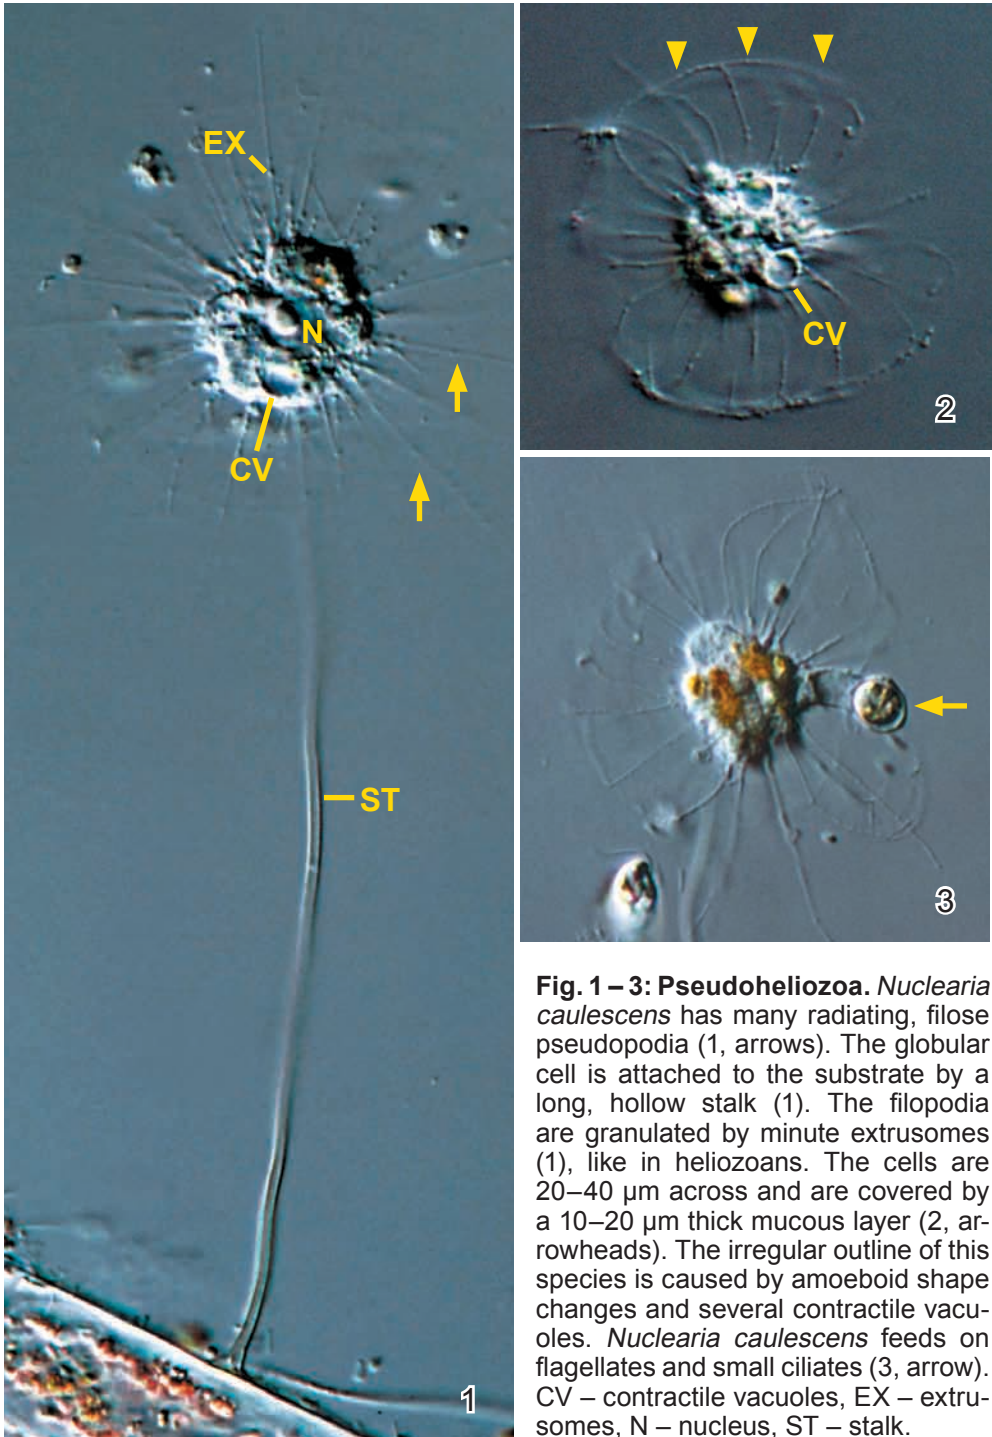 EX
N
CV
ST
1
CV
2
3
Fig. 1 – 3: Pseudoheliozoa. Nuclearia
caulescens has many radiating, filose
pseudopodia (1, arrows). The globular
cell is attached to the substrate by a
long, hollow stalk (1). The filopodia
are granulated by minute extrusomes
(1), like in heliozoans. The cells are
20–40 µm across and are covered by
a 10–20 µm thick mucous layer (2, ar-
rowheads). The irregular outline of this
species is caused by amoeboid shape
changes and several contractile vacu-
oles. Nuclearia caulescens feeds on
flagellates and small ciliates (3, arrow).
CV – contractile vacuoles, EX – extru-
somes, N – nucleus, ST – stalk.